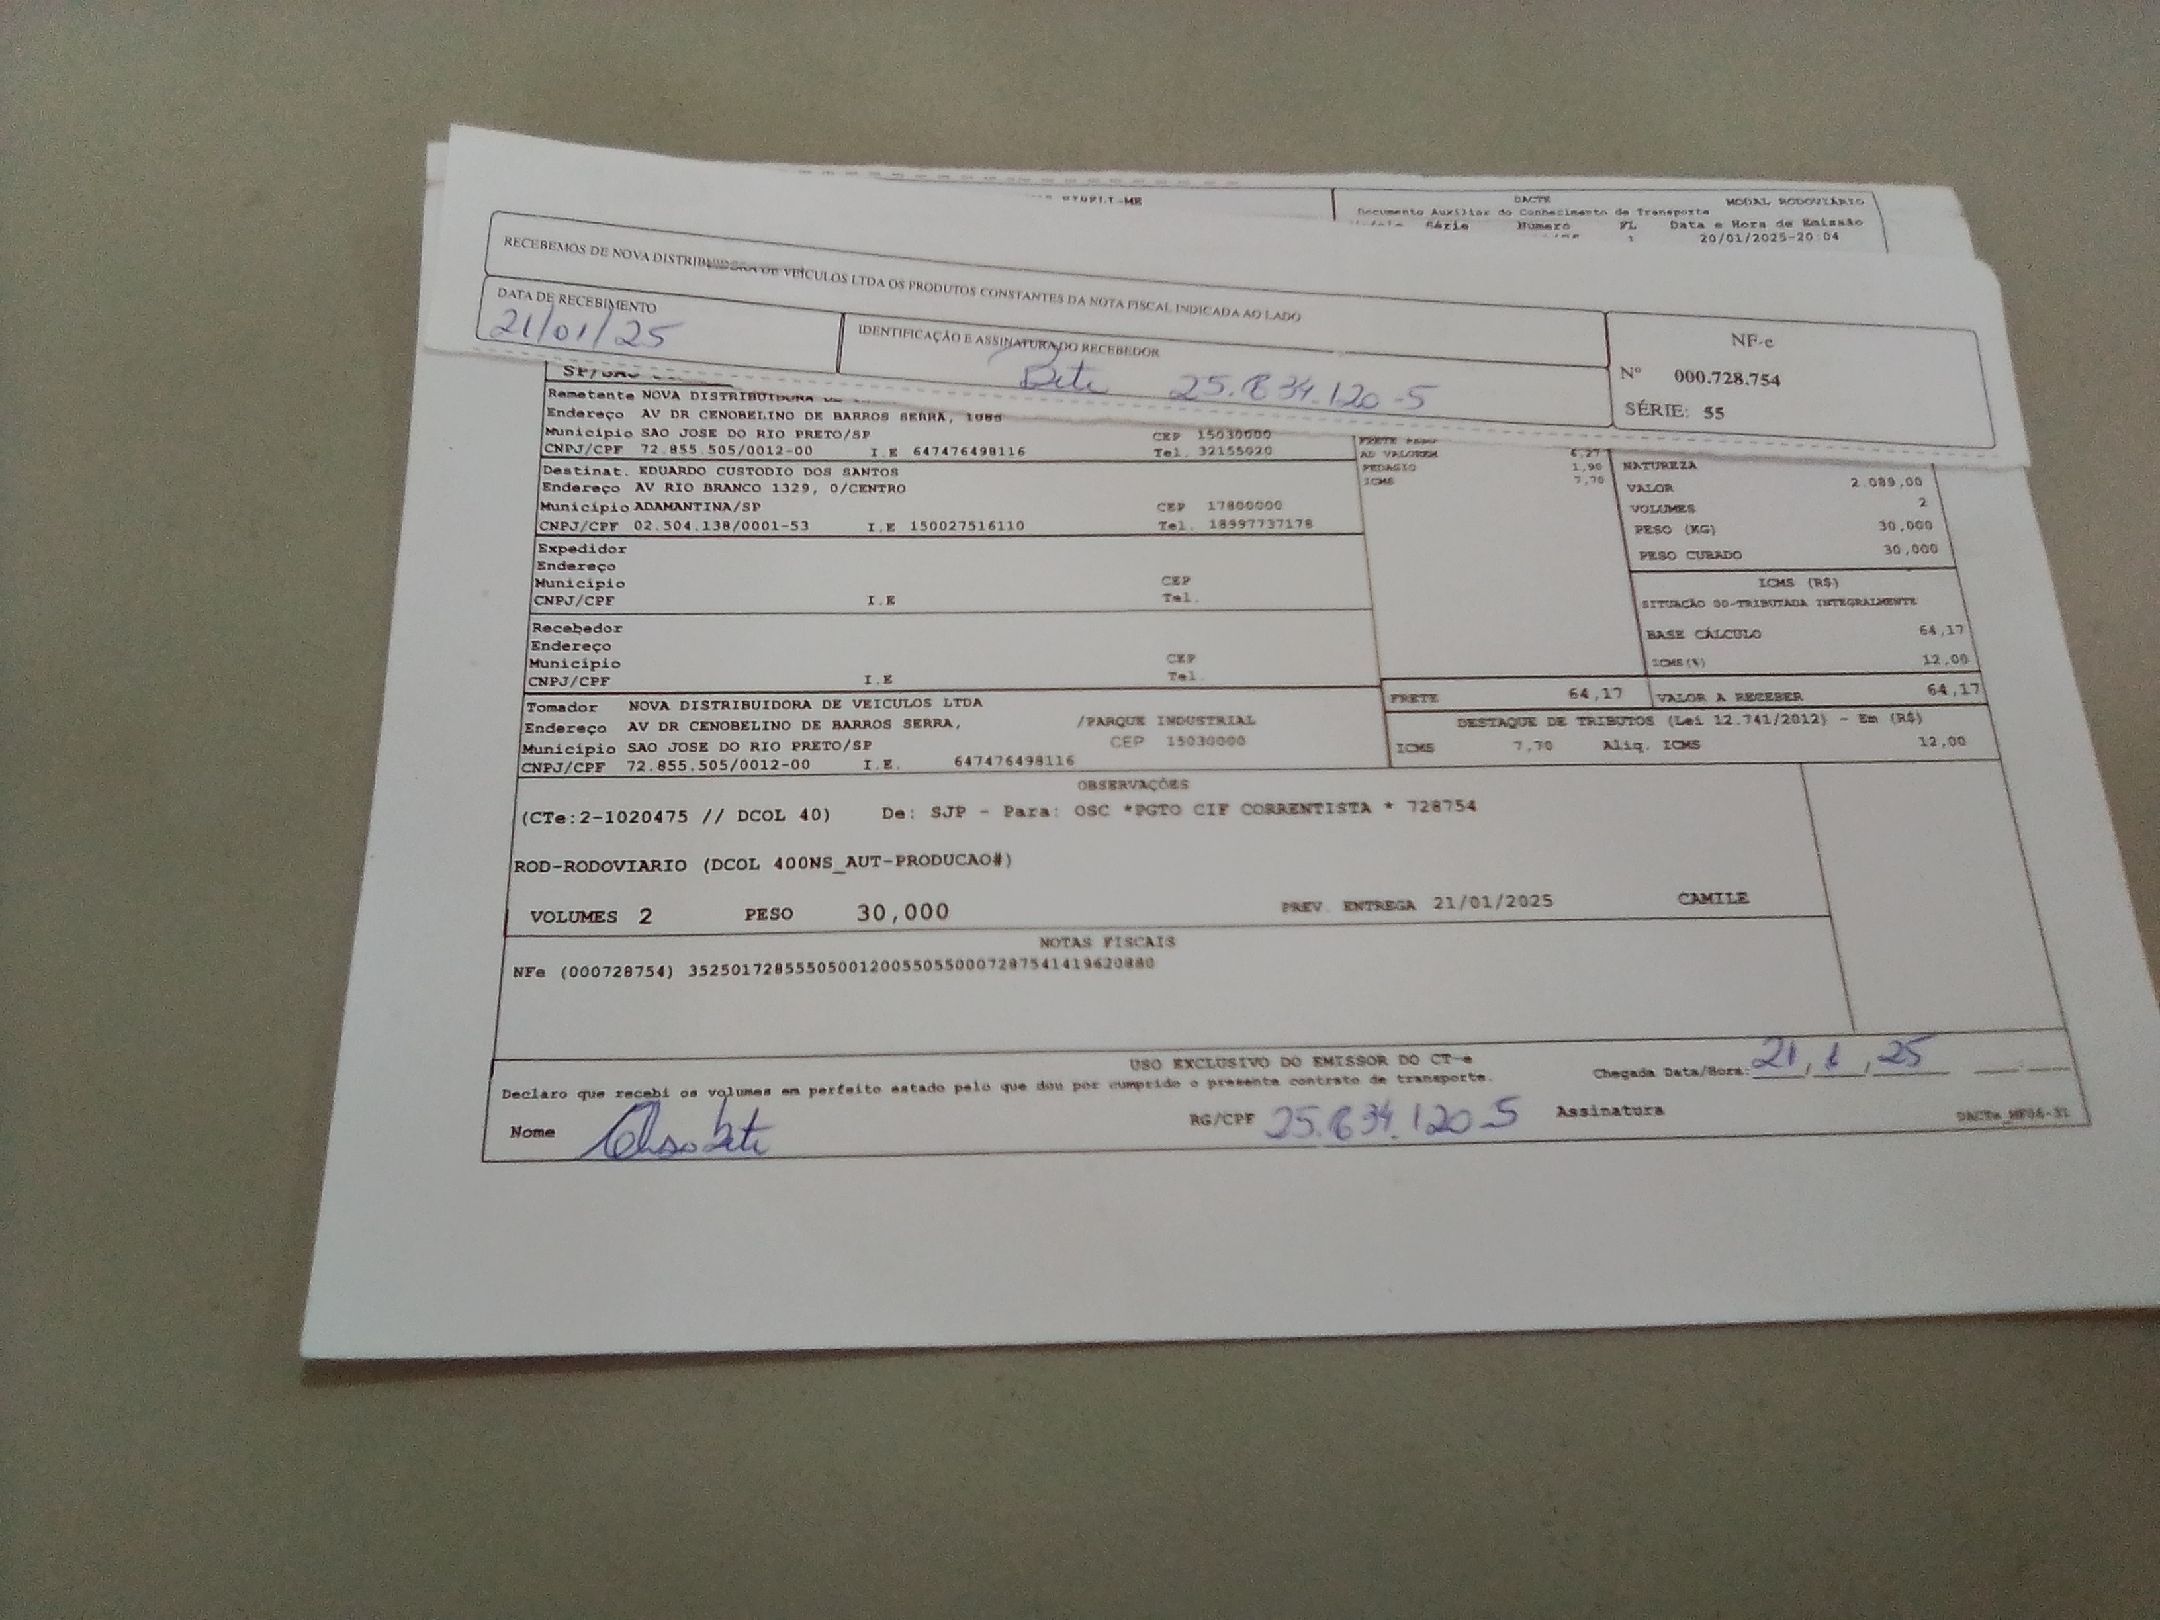 DACTE
MODAL RODOVIÁRIO
Documento Auxiliar do Conhecimento de Transporte
Série Número FL Data e Hora de Emissão
1 20/01/2025-20:04
RECEBEMOS DE NOVA DISTRIBUIDORA DE VEÍCULOS LTDA OS PRODUTOS CONSTANTES DA NOTA FISCAL INDICADA AO LADO
DATA DE RECEBIMENTO
21/01/25
IDENTIFICAÇÃO E ASSINATURA DO RECEBEDOR
Bete 25.834.120-5
NF-e
Nº 000.728.754
SÉRIE: 55
Remetente NOVA DISTRIBUIDORA
Endereço AV DR CENOBELINO DE BARROS SERRA,
Município SAO JOSE DO RIO PRETO/SP CEP 15030000
CNPJ/CPF 72.855.505/0012-00 I.E 647476498116 Tel. 32155020
Destinat. EDUARDO CUSTODIO DOS SANTOS
Endereço AV RIO BRANCO 1329, 0/CENTRO
Município ADAMANTINA/SP CEP 17800000
CNPJ/CPF 02.504.138/0001-53 I.E 150027516110 Tel. 18997737178
Expedidor
Endereço
Município CEP
CNPJ/CPF I.E Tel.
Recebedor
Endereço
Município CEP
CNPJ/CPF I.E Tel.
Tomador NOVA DISTRIBUIDORA DE VEICULOS LTDA
Endereço AV DR CENOBELINO DE BARROS SERRA, /PARQUE INDUSTRIAL
Município SAO JOSE DO RIO PRETO/SP CEP 15030000
CNPJ/CPF 72.855.505/0012-00 I.E. 647476498116
AD VALOREM 6,27
PEDAGIO 1,90
ICMS 7,70
NATUREZA
VALOR 2.089,00
VOLUMES 2
PESO (KG) 30,000
PESO CUBADO 30,000
ICMS (R$)
SITUAÇÃO 00-TRIBUTADA INTEGRALMENTE
BASE CÁLCULO 64,17
ICMS(%) 12,00
FRETE 64,17 VALOR A RECEBER 64,17
DESTAQUE DE TRIBUTOS (Lei 12.741/2012) - Em (R$)
ICMS 7,70 Aliq. ICMS 12,00
OBSERVAÇÕES
(CTe:2-1020475 // DCOL 40) De: SJP - Para: OSC *PGTO CIF CORRENTISTA * 728754
ROD-RODOVIARIO (DCOL 400NS_AUT-PRODUCAO#)
VOLUMES 2 PESO 30,000 PREV. ENTREGA 21/01/2025 CAMILE
NOTAS FISCAIS
NFe (000728754) 35250172855505001200550550007287541419620880
USO EXCLUSIVO DO EMISSOR DO CT-e
Declaro que recebi os volumes em perfeito estado pelo que dou por cumprido o presente contrato de transporte.
Chegada Data/Hora: 21, 1, 25
Nome RG/CPF 25.834.120 5 Assinatura